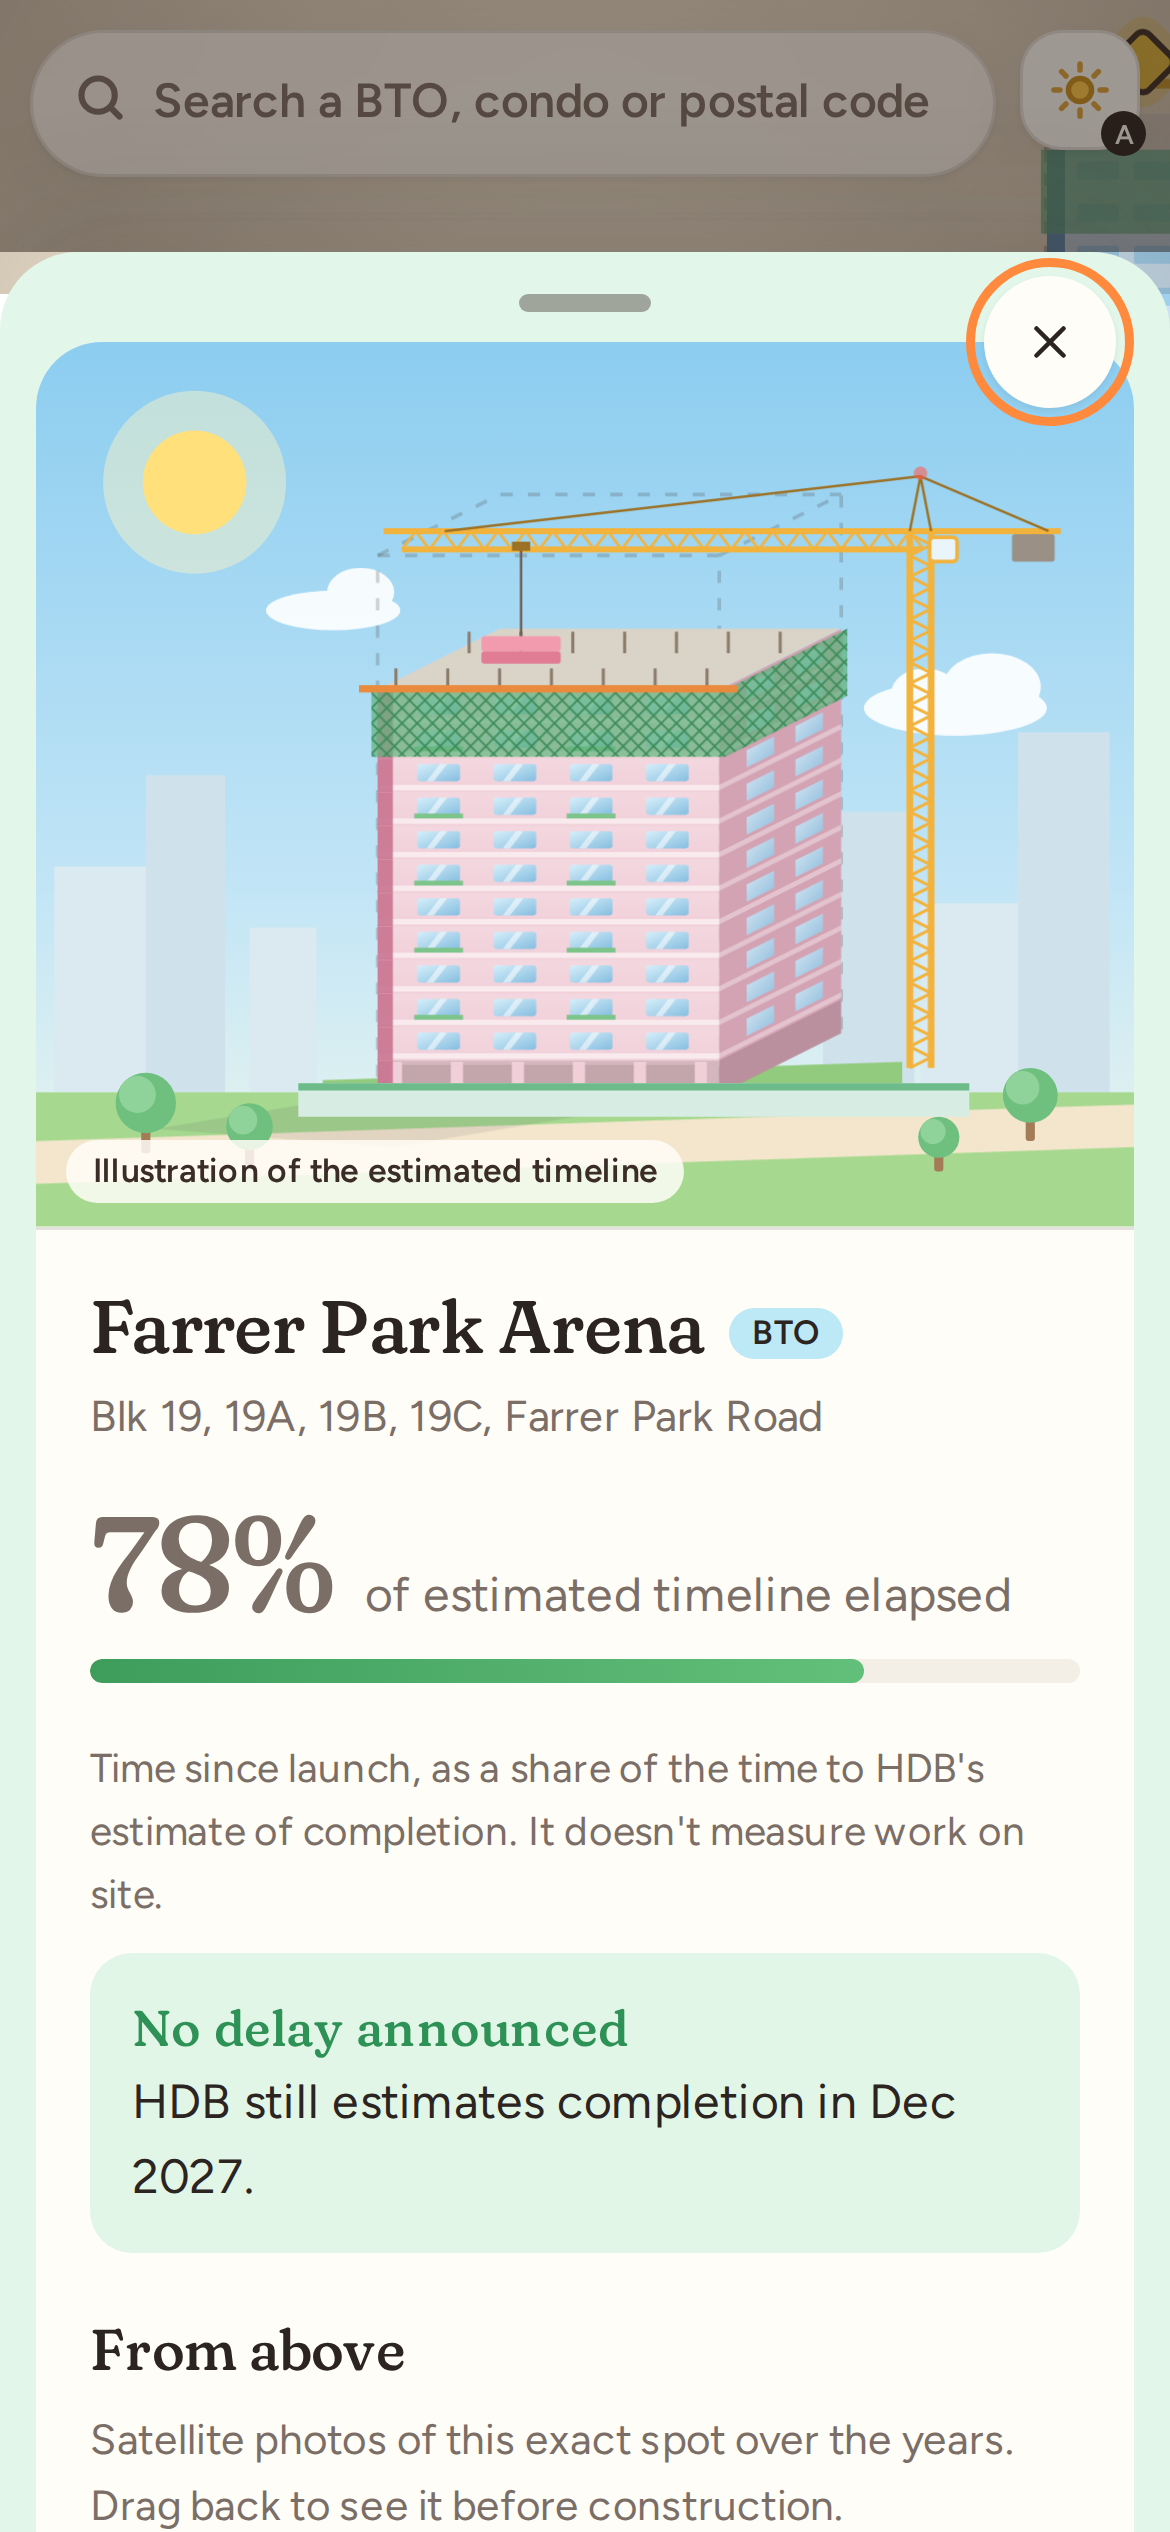 Search a BTO, condo or postal code
A
Illustration of the estimated timeline
Farrer Park Arena BTO
Blk 19, 19A, 19B, 19C, Farrer Park Road
78% of estimated timeline elapsed
Time since launch, as a share of the time to HDB's
estimate of completion. It doesn't measure work on
site.
No delay announced
HDB still estimates completion in Dec
2027.
From above
Satellite photos of this exact spot over the years.
Drag back to see it before construction.